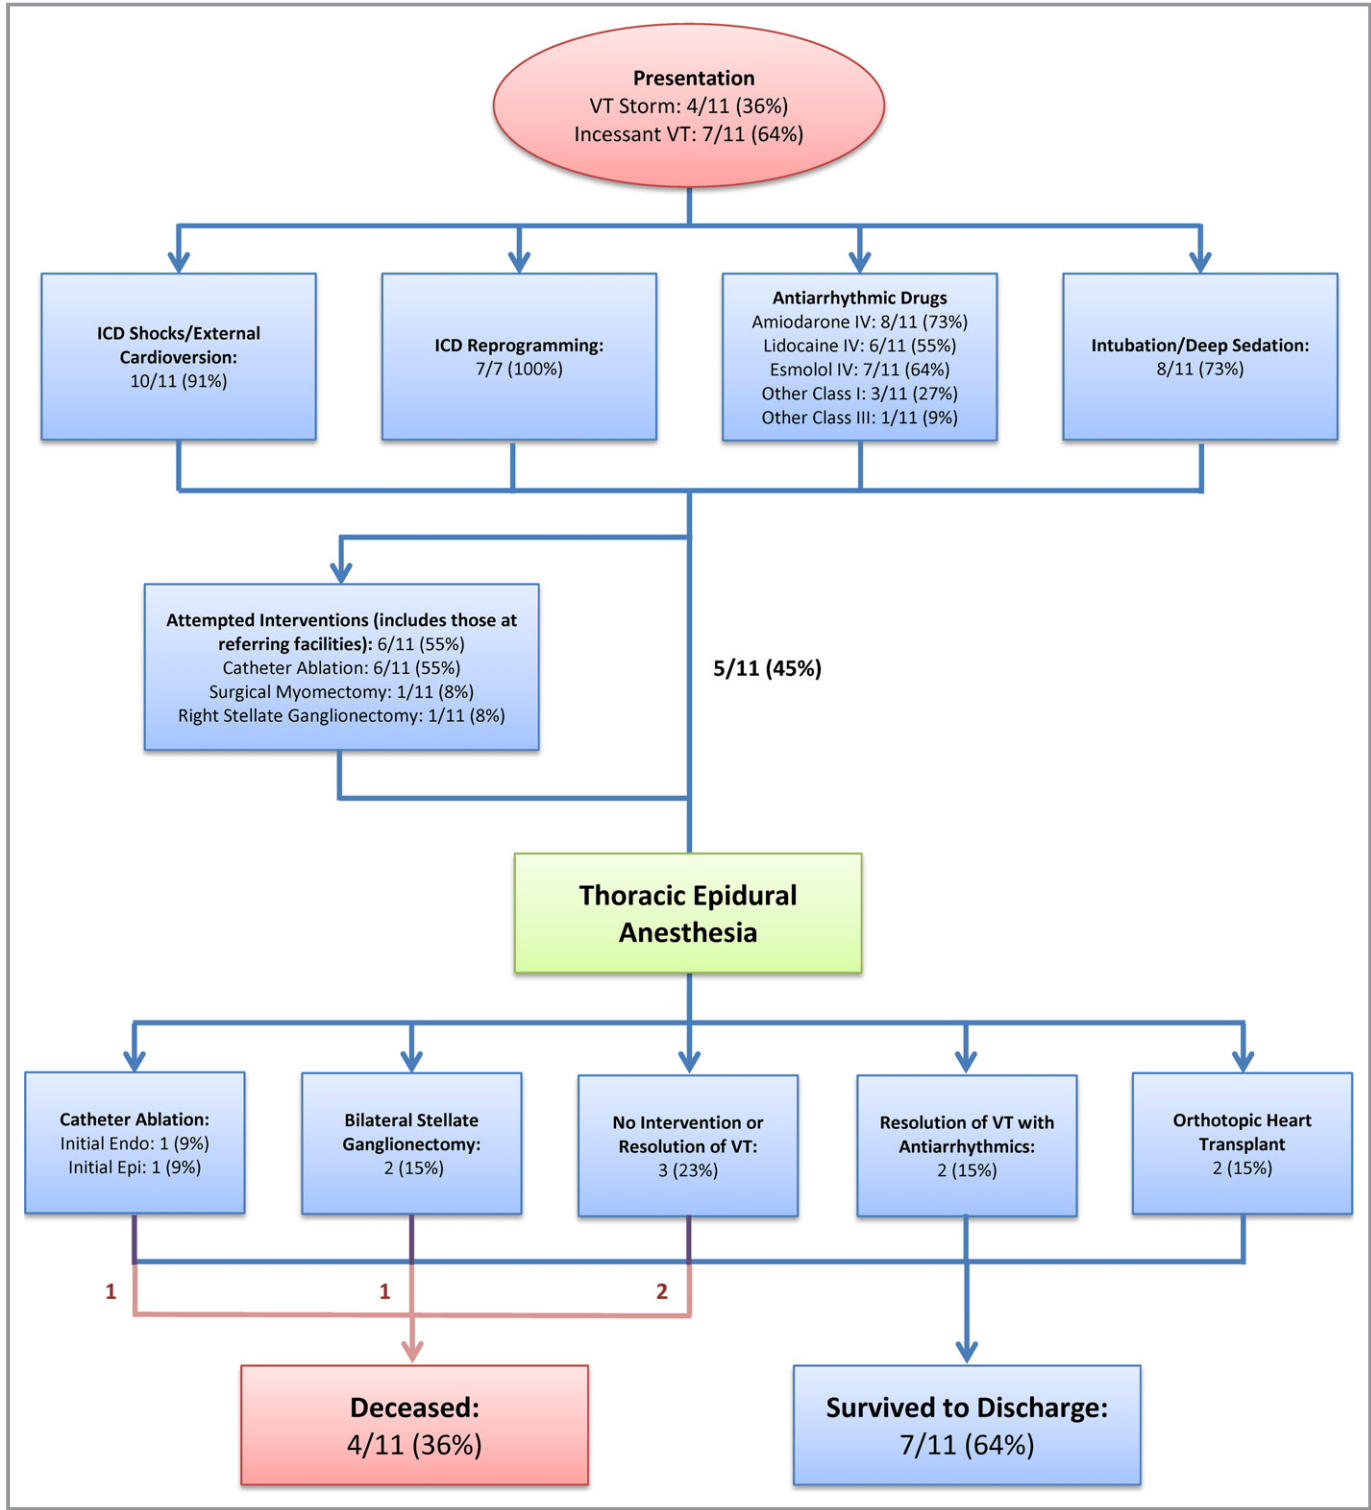 Presentation
VT Storm: 4/11 (36%)
Incessant VT: 7/11 (64%)
ICD Shocks/External
Cardioversion:
10/11 (91%)
ICD Reprogramming:
7/7 (100%)
Antiarrhythmic Drugs
Amiodarone IV: 8/11 (73%)
Lidocaine IV: 6/11 (55%)
Esmolol IV: 7/11 (64%)
Other Class I: 3/11 (27%)
Other Class III: 1/11 (9%)
Intubation/Deep Sedation:
8/11 (73%)
Attempted Interventions (includes those at
referring facilities): 6/11 (55%)
Catheter Ablation: 6/11 (55%)
Surgical Myomectomy: 1/11 (8%)
Right Stellate Ganglionectomy: 1/11 (8%)
5/11 (45%)
Thoracic Epidural
Anesthesia
Catheter Ablation:
Initial Endo: 1 (9%)
Initial Epi: 1 (9%)
Bilateral Stellate
Ganglionectomy:
2 (15%)
No Intervention or
Resolution of VT:
3 (23%)
Resolution of VT with
Antiarrhythmics:
2 (15%)
Orthotopic Heart
Transplant
2 (15%)
1
1
2
Deceased:
4/11 (36%)
Survived to Discharge:
7/11 (64%)